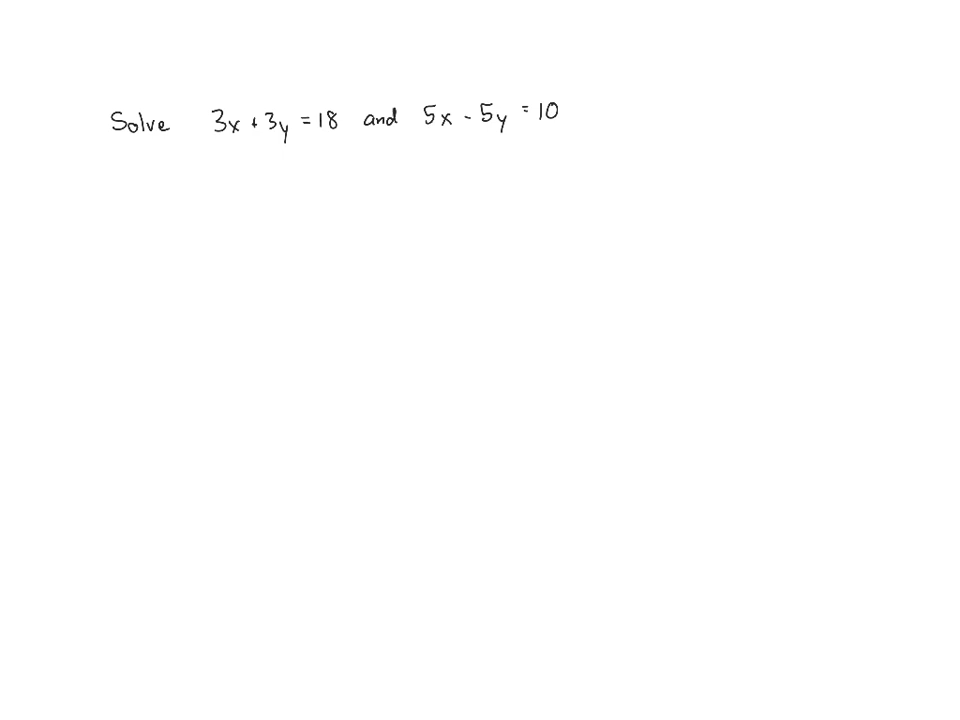 Solve 3x + 3y = 18 and 5x - 5y = 10